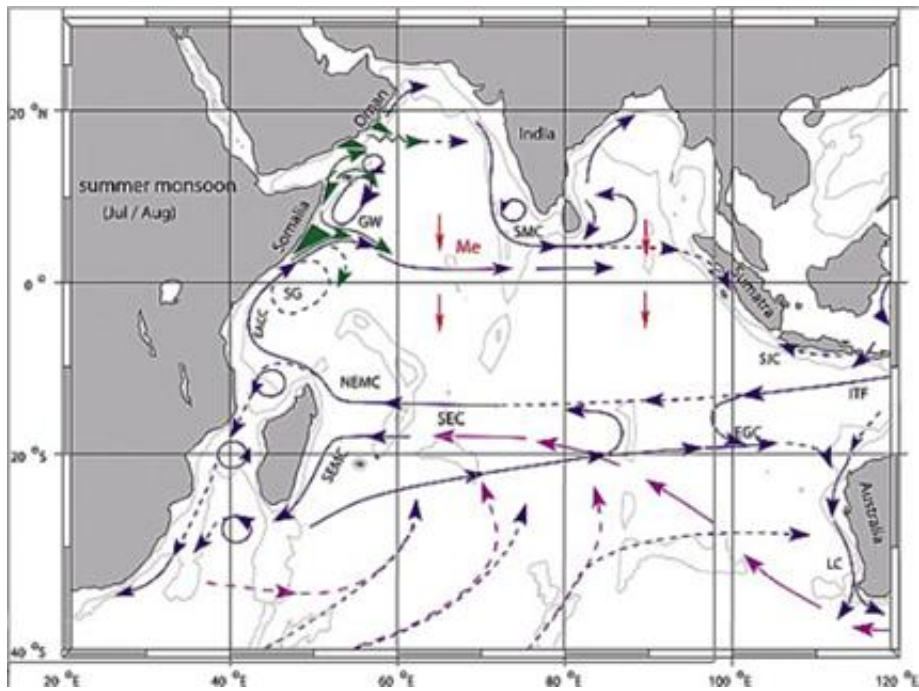 20 °N
Oman
India
summer monsoon
(Jul / Aug)
Somalia
GW
SMC
Me
Sumatra
0 °
SG
EACC
SJC
NEMC
ITF
SEC
EGC
20 °S
SEMC
Australia
LC
40 °S
20 °E 40 °E 60 °E 80 °E 100 °E 120 °E